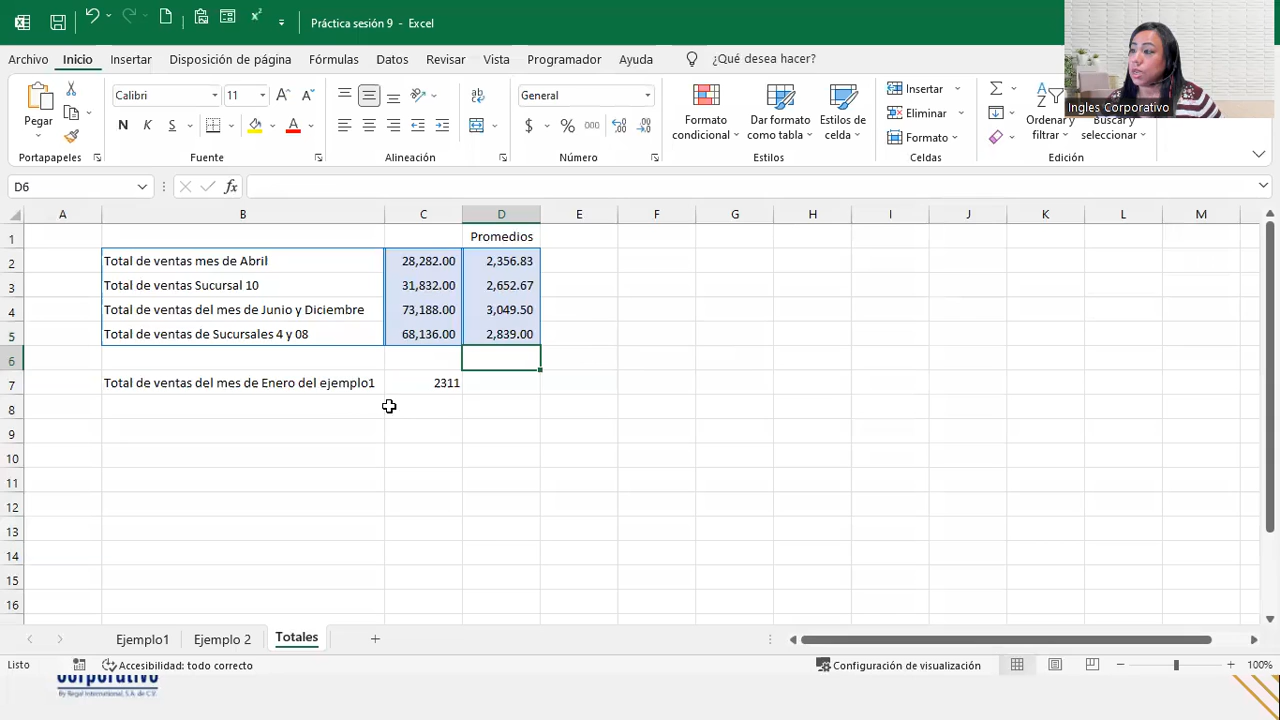 Práctica sesión 9 - Excel
Archivo Inicio Insertar Disposición de página Fórmulas Datos Revisar Programador Ayuda ¿Qué desea hacer?
Ingles Corporativo
Pegar
Calibri 11
N K S
General
$ % 000
Formato condicional
Dar formato como tabla
Estilos de celda
Insertar
Eliminar
Formato
Ordenar y filtrar
Buscar y seleccionar
Portapapeles Fuente Alineación Número Estilos Celdas Edición
D6 fx
A B C D E F G H I J K L M
1 Promedios
2 Total de ventas mes de Abril 28,282.00 2,356.83
3 Total de ventas Sucursal 10 31,832.00 2,652.67
4 Total de ventas del mes de Junio y Diciembre 73,188.00 3,049.50
5 Total de ventas de Sucursales 4 y 08 68,136.00 2,839.00
6
7 Total de ventas del mes de Enero del ejemplo1 2311
8
9
10
11
12
13
14
15
16
Ejemplo1 Ejemplo 2 Totales
Listo Accesibilidad: todo correcto Configuración de visualización 100%
Corporativo
By Regal International, S.A. de C.V.